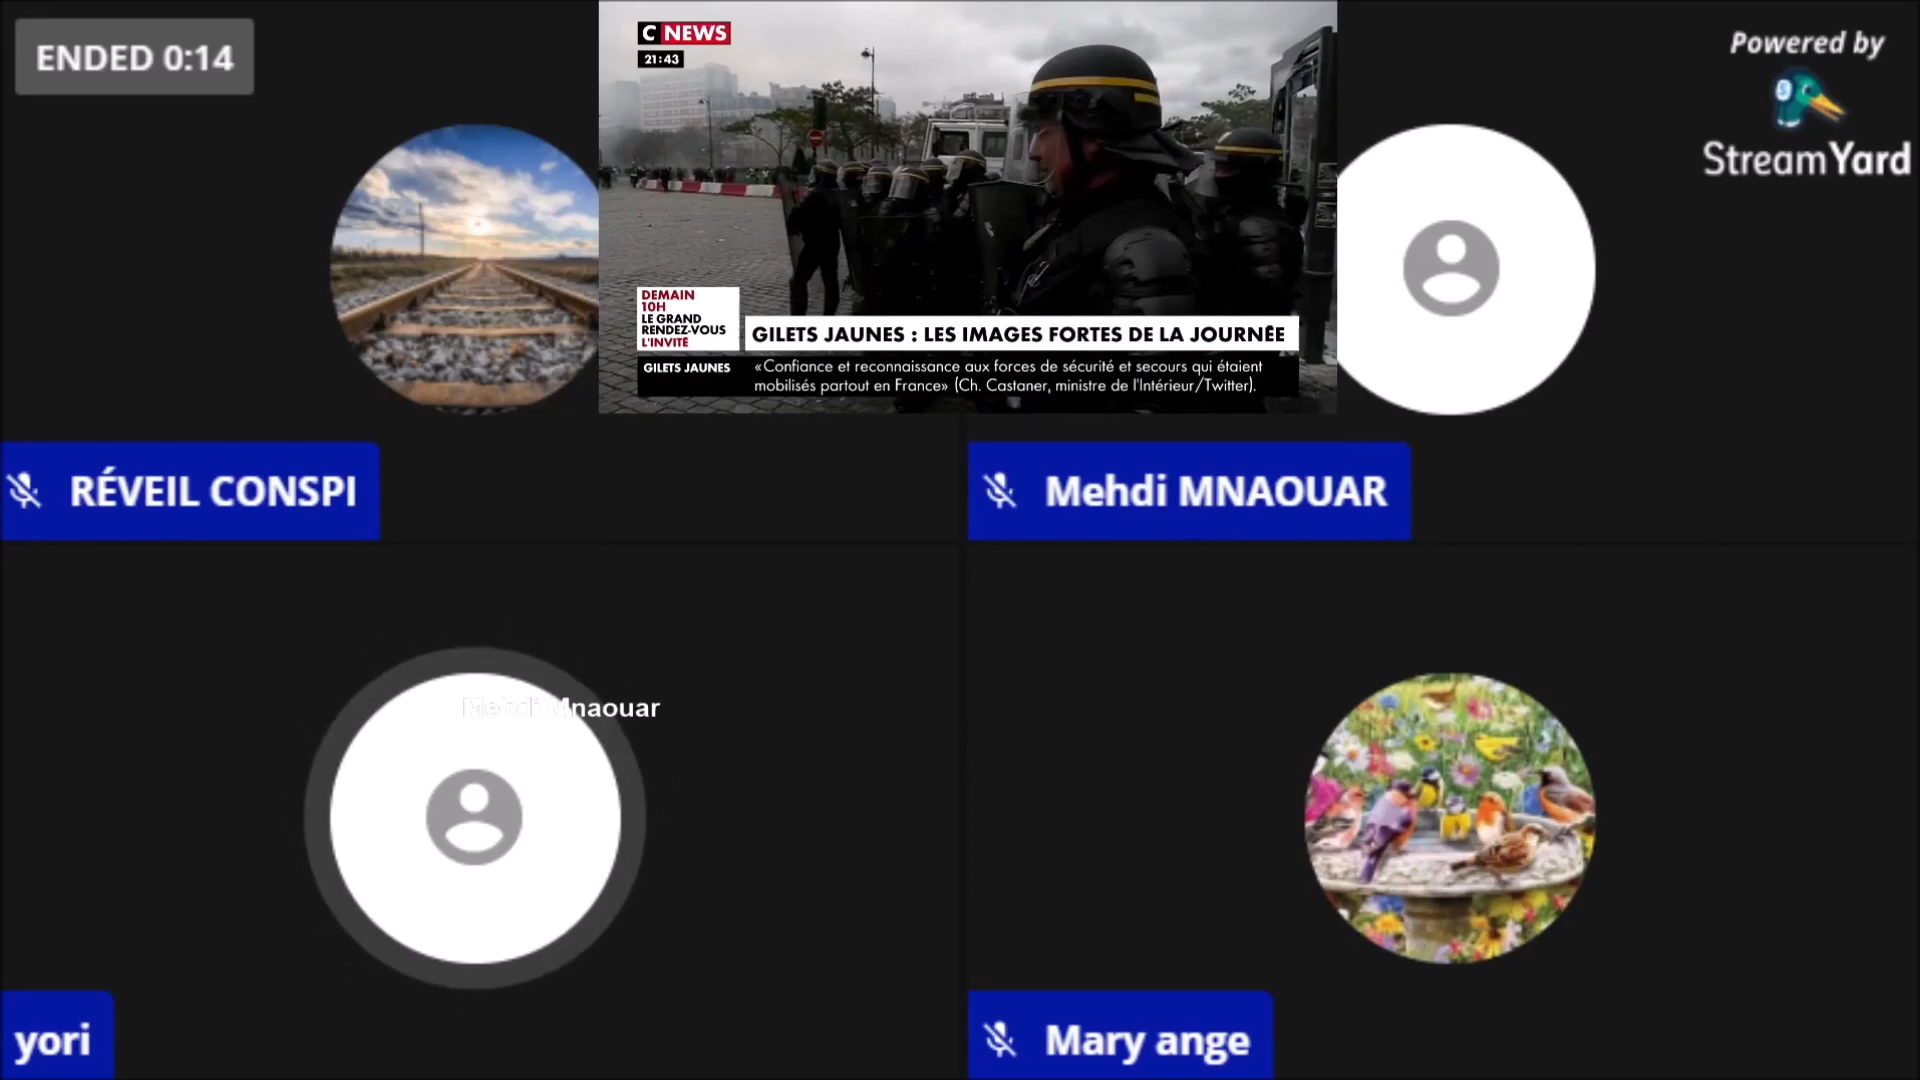 ENDED 0:14
C NEWS
21:43
Powered by
StreamYard
DEMAIN
10H
LE GRAND
RENDEZ-VOUS
L'INVITÉ
GILETS JAUNES : LES IMAGES FORTES DE LA JOURNÉE
GILETS JAUNES
«Confiance et reconnaissance aux forces de sécurité et secours qui étaient
mobilisés partout en France» (Ch. Castaner, ministre de l'Intérieur/Twitter).
RÉVEIL CONSPI
Mehdi MNAOUAR
Mehdi Mnaouar
yori
Mary ange